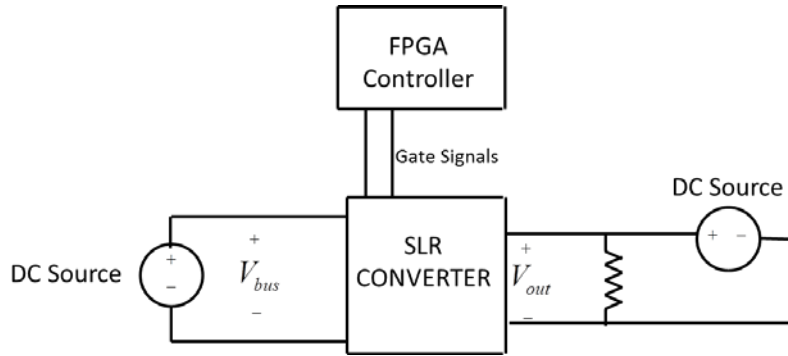 FPGA
Controller
Gate Signals
DC Source
+
−
+
V_bus
−
SLR
CONVERTER
+
V_out
−
DC Source
+ −